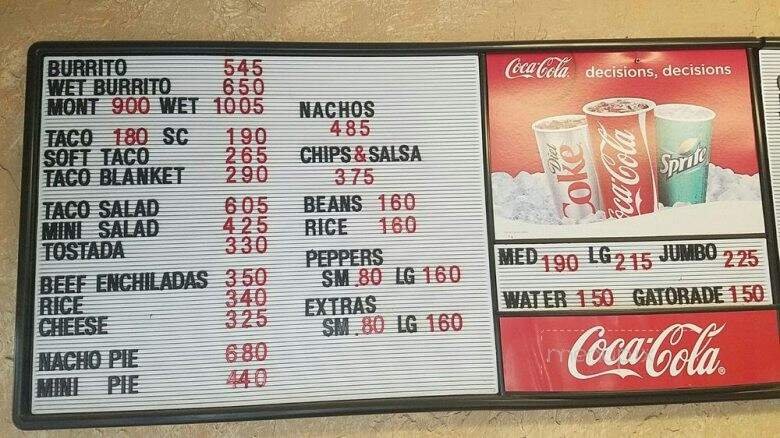 BURRITO 545
WET BURRITO 650
MONT 900 WET 1005
TACO 180 SC 190
SOFT TACO 265
TACO BLANKET 290
TACO SALAD 605
MINI SALAD 425
TOSTADA 330
BEEF ENCHILADAS 350
RICE 340
CHEESE 325
NACHO PIE 680
MINI PIE 440
NACHOS
485
CHIPS & SALSA
375
BEANS 160
RICE 160
PEPPERS
SM .80 LG 160
EXTRAS
SM .80 LG 160
Coca-Cola decisions, decisions
Diet Coke
Coca-Cola
Sprite
MED 190 LG 215 JUMBO 225
WATER 150 GATORADE 150
Coca-Cola